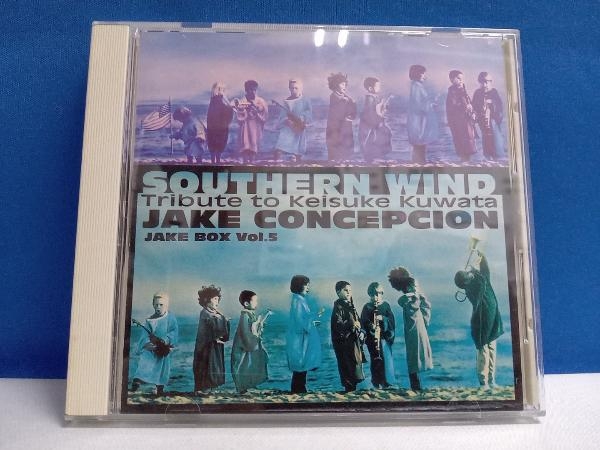 SOUTHERN WIND
Tribute to Keisuke Kuwata
JAKE CONCEPCION
JAKE BOX Vol.5